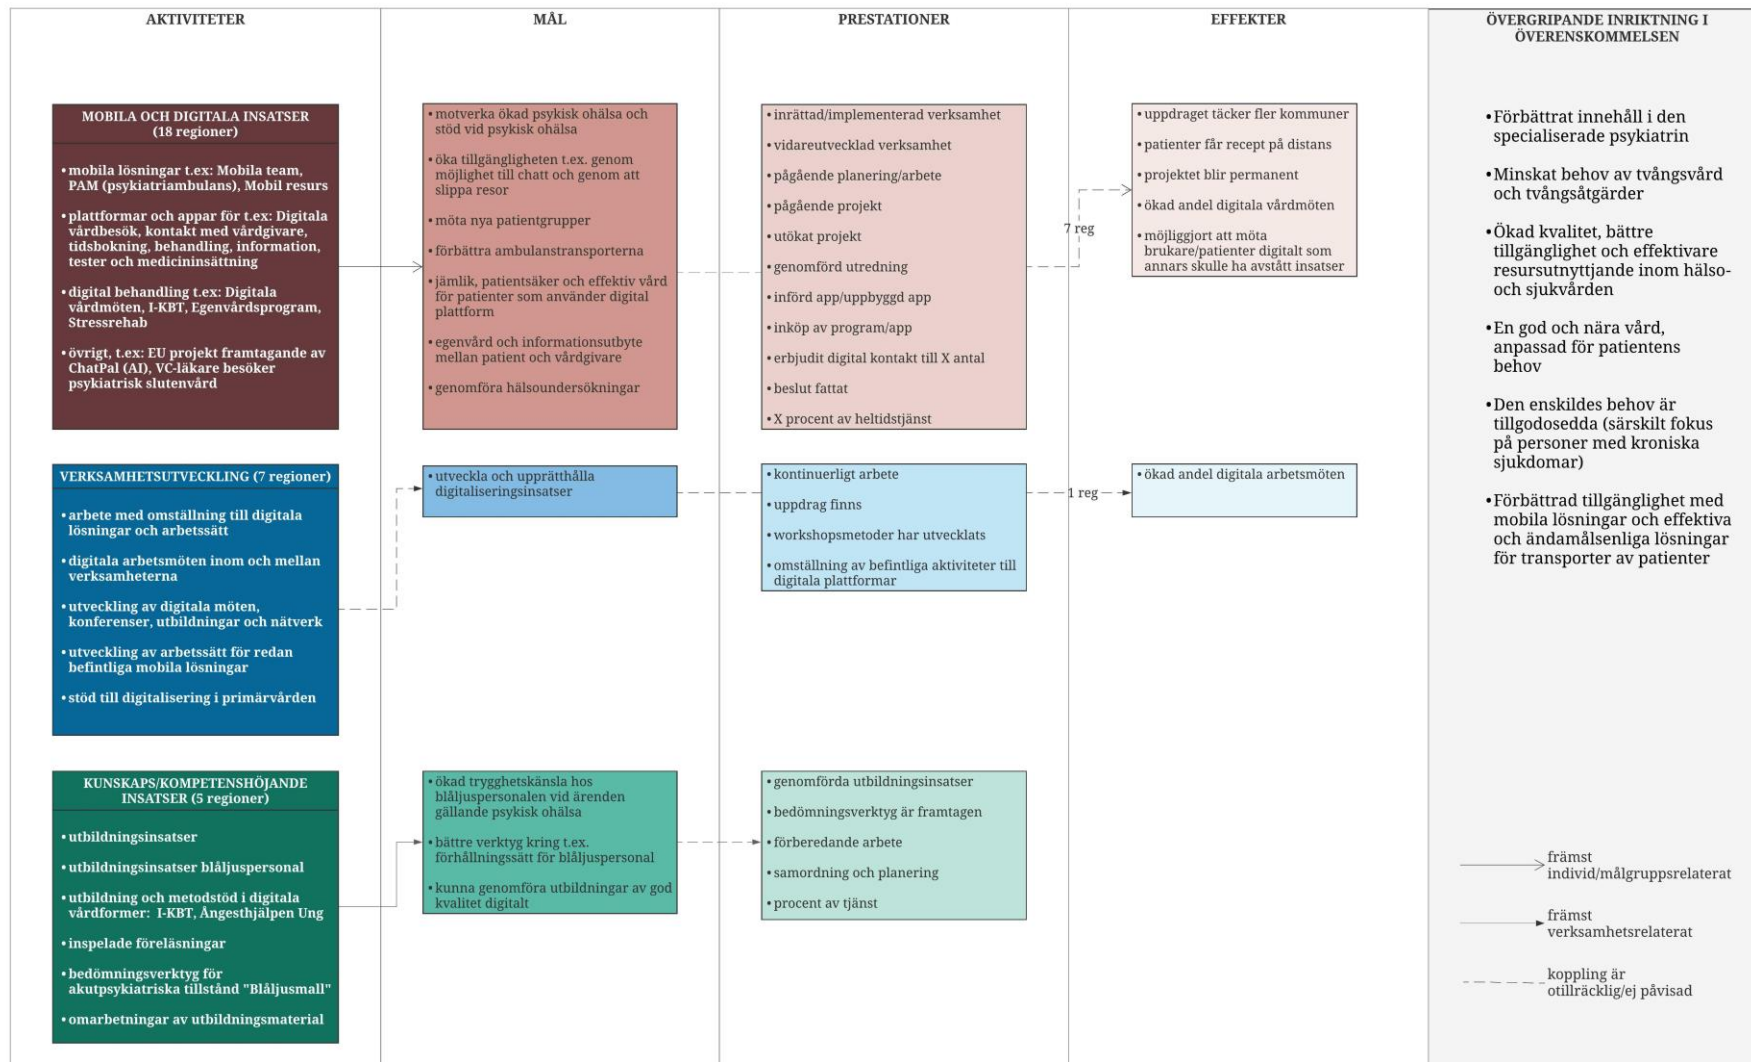 AKTIVITETER
MÅL
PRESTATIONER
EFFEKTER
ÖVERGRIPANDE INRIKTNING I
ÖVERENSKOMMELSEN
MOBILA OCH DIGITALA INSATSER
(18 regioner)
• mobila lösningar t.ex: Mobila team,
PAM (psykiatriambulans), Mobil resurs
• plattformar och appar för t.ex: Digitala
vårdbesök, kontakt med vårdgivare,
tidsbokning, behandling, information,
tester och medicininsättning
• digital behandling t.ex: Digitala
vårdmöten, I-KBT, Egenvårdsprogram,
Stressrehab
• övrigt, t.ex: EU projekt framtagande av
ChatPal (AI), VC-läkare besöker
psykiatrisk slutenvård
• motverka ökad psykisk ohälsa och
stöd vid psykisk ohälsa
• öka tillgängligheten t.ex. genom
möjlighet till chatt och genom att
slippa resor
• möta nya patientgrupper
• förbättra ambulanstransporterna
• jämlik, patientsäker och effektiv vård
för patienter som använder digital
plattform
• egenvård och informationsutbyte
mellan patient och vårdgivare
• genomföra hälsoundersökningar
• inrättad/implementerad verksamhet
• vidareutvecklad verksamhet
• pågående planering/arbete
• pågående projekt
• utökat projekt
• genomförd utredning
• införd app/uppbyggd app
• inköp av program/app
• erbjudit digital kontakt till X antal
• beslut fattat
• X procent av heltidstjänst
7 reg
• uppdraget täcker fler kommuner
• patienter får recept på distans
• projektet blir permanent
• ökad andel digitala vårdmöten
• möjliggjort att möta
brukare/patienter digitalt som
annars skulle ha avstått insatser
VERKSAMHETSUTVECKLING (7 regioner)
• arbete med omställning till digitala
lösningar och arbetssätt
• digitala arbetsmöten inom och mellan
verksamheterna
• utveckling av digitala möten,
konferenser, utbildningar och nätverk
• utveckling av arbetssätt för redan
befintliga mobila lösningar
• stöd till digitalisering i primärvården
• utveckla och upprätthålla
digitaliseringsinsatser
• kontinuerligt arbete
• uppdrag finns
• workshopsmetoder har utvecklats
• omställning av befintliga aktiviteter till
digitala plattformar
1 reg
• ökad andel digitala arbetsmöten
KUNSKAPS/KOMPETENSHÖJANDE
INSATSER (5 regioner)
• utbildningsinsatser
• utbildningsinsatser blåljuspersonal
• utbildning och metodstöd i digitala
vårdformer: I-KBT, Ångesthjälpen Ung
• inspelade föreläsningar
• bedömningsverktyg för
akutpsykiatriska tillstånd "Blåljusmall"
• omarbetningar av utbildningsmaterial
• ökad trygghetskänsla hos
blåljuspersonalen vid ärenden
gällande psykisk ohälsa
• bättre verktyg kring t.ex.
förhållningssätt för blåljuspersonal
• kunna genomföra utbildningar av god
kvalitet digitalt
• genomförda utbildningsinsatser
• bedömningsverktyg är framtagen
• förberedande arbete
• samordning och planering
• procent av tjänst
• Förbättrat innehåll i den
specialiserade psykiatrin
• Minskat behov av tvångsvård
och tvångsåtgärder
• Ökad kvalitet, bättre
tillgänglighet och effektivare
resursutnyttjande inom hälso-
och sjukvården
• En god och nära vård,
anpassad för patientens
behov
• Den enskildes behov är
tillgodosedda (särskilt fokus
på personer med kroniska
sjukdomar)
• Förbättrad tillgänglighet med
mobila lösningar och effektiva
och ändamålsenliga lösningar
för transporter av patienter
främst
individ/målgruppsrelaterat
främst
verksamhetsrelaterat
koppling är
otillräcklig/ej påvisad